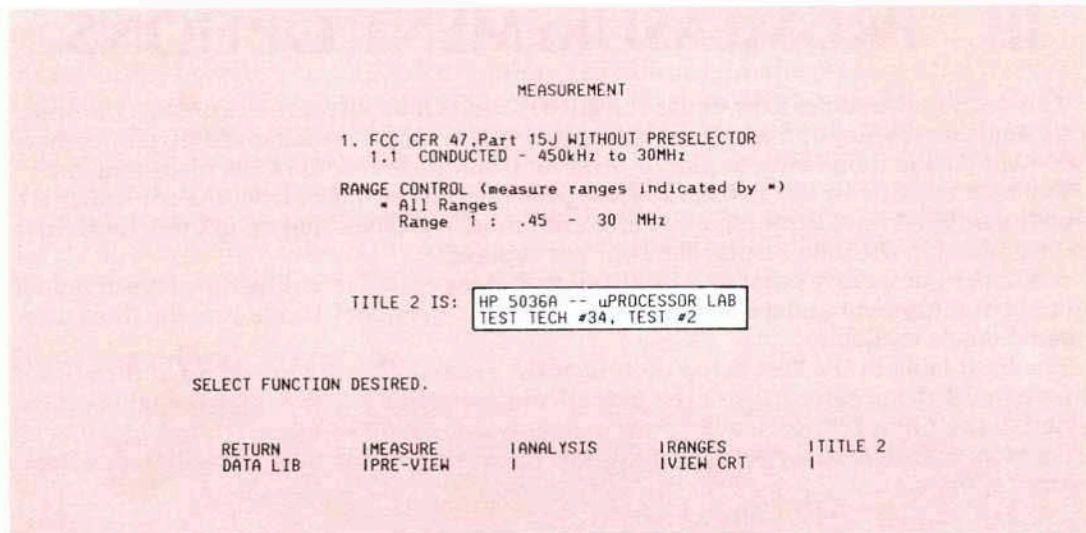 MEASUREMENT
1. FCC CFR 47,Part 15J WITHOUT PRESELECTOR
1.1 CONDUCTED - 450kHz to 30MHz
RANGE CONTROL (measure ranges indicated by *)
* All Ranges
Range 1 : .45 - 30 MHz
TITLE 2 IS: HP 5036A -- uPROCESSOR LAB
TEST TECH #34, TEST #2
SELECT FUNCTION DESIRED.
RETURN |MEASURE |ANALYSIS |RANGES |TITLE 2
DATA LIB |PRE-VIEW | |VIEW CRT |